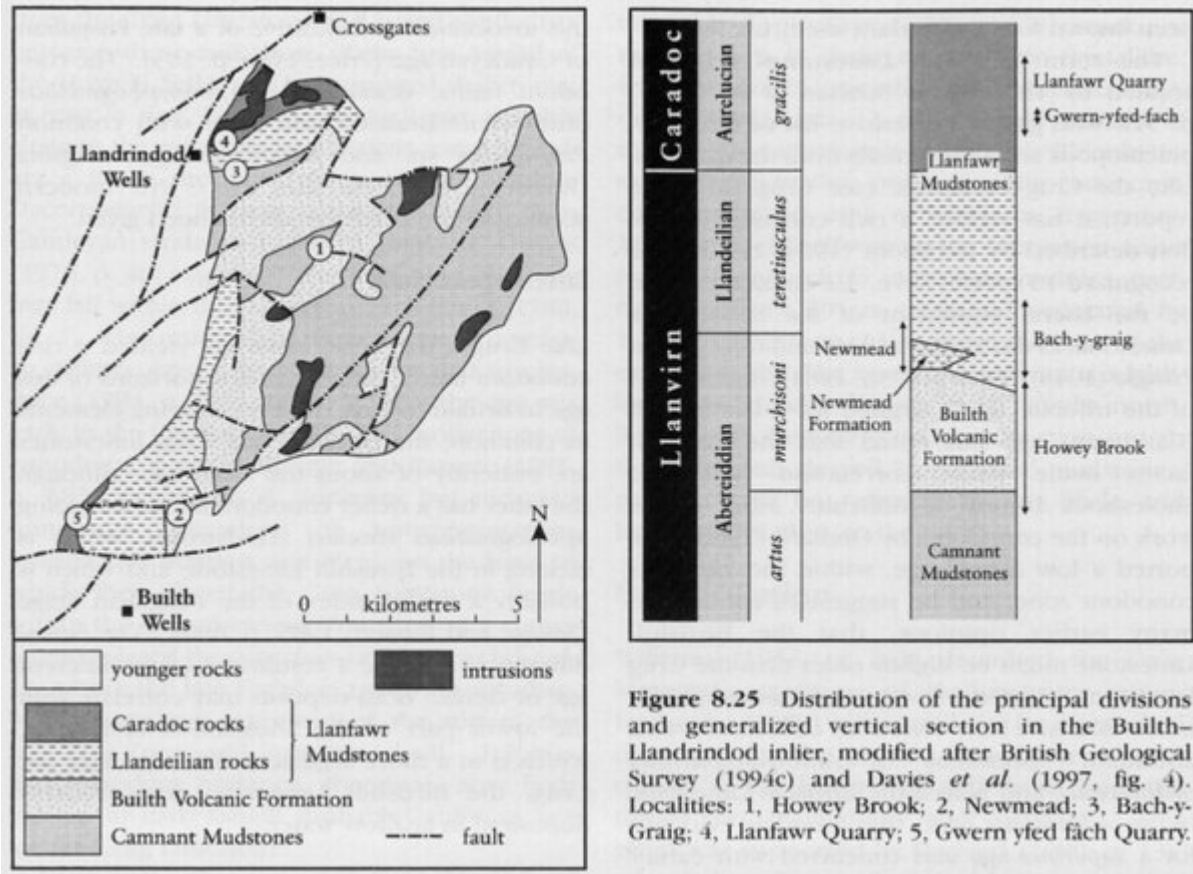 Crossgates
Llandrindod
Wells
4
3
1
5
2
N
Builth
Wells
0 kilometres 5
younger rocks
intrusions
Caradoc rocks
Llanfawr
Mudstones
Llandeilian rocks
Builth Volcanic Formation
Camnant Mudstones
fault
Caradoc
Llanvirn
Aurelucian
Llandeilian
Abereiddian
gracilis
teretiusculus
murchisoni
artus
Llanfawr Quarry
Gwern-yfed-fach
Llanfawr
Mudstones
Bach-y-graig
Newmead
Newmead
Formation
Builth
Volcanic
Formation
Howey Brook
Camnant
Mudstones
Figure 8.25 Distribution of the principal divisions
and generalized vertical section in the Builth–
Llandrindod inlier, modified after British Geological
Survey (1994c) and Davies et al. (1997, fig. 4).
Localities: 1, Howey Brook; 2, Newmead; 3, Bach-y-
Graig; 4, Llanfawr Quarry; 5, Gwern yfed fâch Quarry.